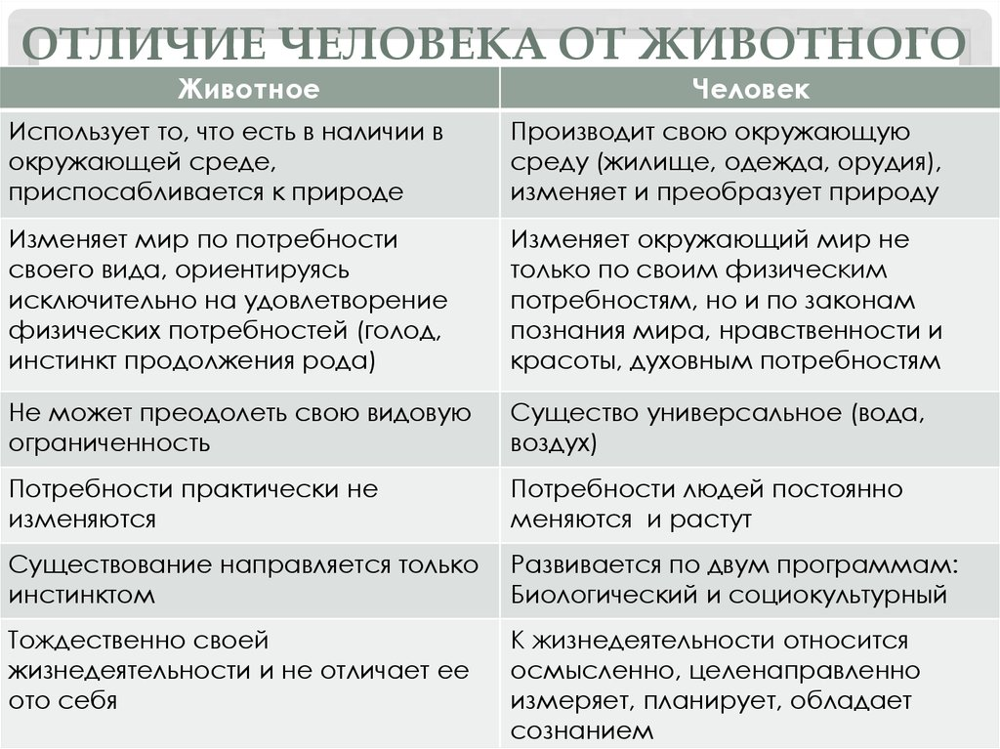 ОТЛИЧИЕ ЧЕЛОВЕКА ОТ ЖИВОТНОГО
Животное
Человек
Использует то, что есть в наличии в
окружающей среде,
приспосабливается к природе
Производит свою окружающую
среду (жилище, одежда, орудия),
изменяет и преобразует природу
Изменяет мир по потребности
своего вида, ориентируясь
исключительно на удовлетворение
физических потребностей (голод,
инстинкт продолжения рода)
Изменяет окружающий мир не
только по своим физическим
потребностям, но и по законам
познания мира, нравственности и
красоты, духовным потребностям
Не может преодолеть свою видовую
ограниченность
Существо универсальное (вода,
воздух)
Потребности практически не
изменяются
Потребности людей постоянно
меняются и растут
Существование направляется только
инстинктом
Развивается по двум программам:
Биологический и социокультурный
Тождественно своей
жизнедеятельности и не отличает ее
ото себя
К жизнедеятельности относится
осмысленно, целенаправленно
измеряет, планирует, обладает
сознанием